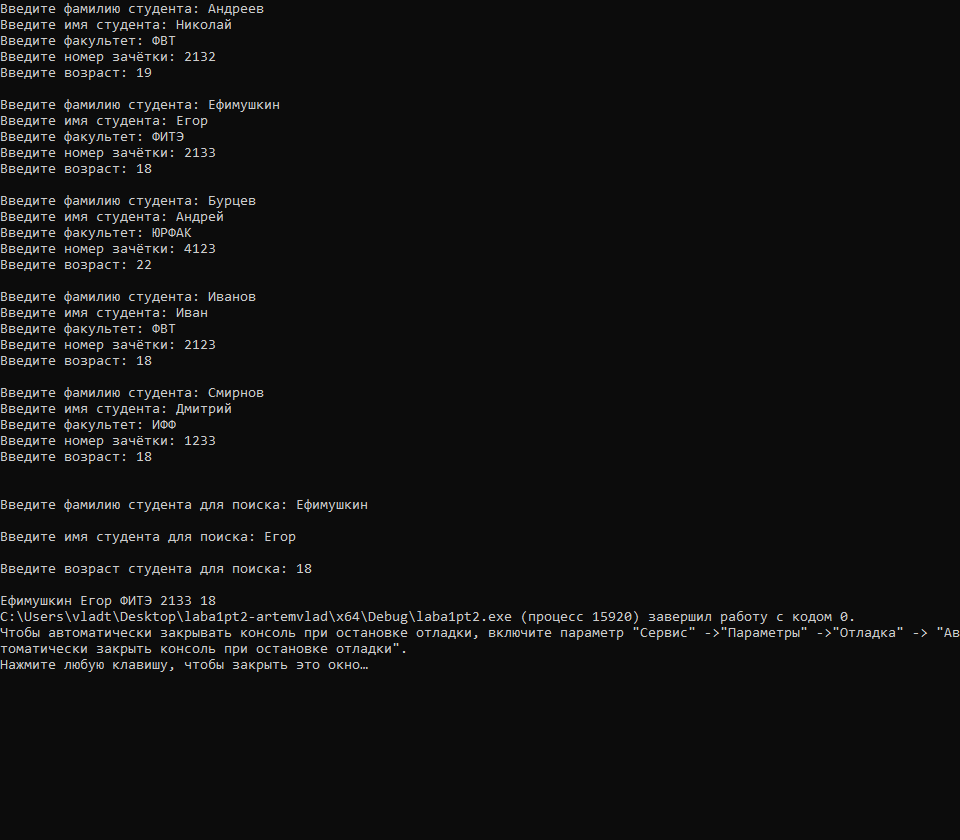 Введите фамилию студента: Андреев
Введите имя студента: Николай
Введите факультет: ФВТ
Введите номер зачётки: 2132
Введите возраст: 19
Введите фамилию студента: Ефимушкин
Введите имя студента: Егор
Введите факультет: ФИТЭ
Введите номер зачётки: 2133
Введите возраст: 18
Введите фамилию студента: Бурцев
Введите имя студента: Андрей
Введите факультет: ЮРФАК
Введите номер зачётки: 4123
Введите возраст: 22
Введите фамилию студента: Иванов
Введите имя студента: Иван
Введите факультет: ФВТ
Введите номер зачётки: 2123
Введите возраст: 18
Введите фамилию студента: Смирнов
Введите имя студента: Дмитрий
Введите факультет: ИФФ
Введите номер зачётки: 1233
Введите возраст: 18
Введите фамилию студента для поиска: Ефимушкин
Введите имя студента для поиска: Егор
Введите возраст студента для поиска: 18
Ефимушкин Егор ФИТЭ 2133 18
C:\Users\vladt\Desktop\laba1pt2-artemvlad\x64\Debug\laba1pt2.exe (процесс 15920) завершил работу с кодом 0.
Чтобы автоматически закрывать консоль при остановке отладки, включите параметр "Сервис" ->"Параметры" ->"Отладка" -> "Ав
томатически закрыть консоль при остановке отладки".
Нажмите любую клавишу, чтобы закрыть это окно…